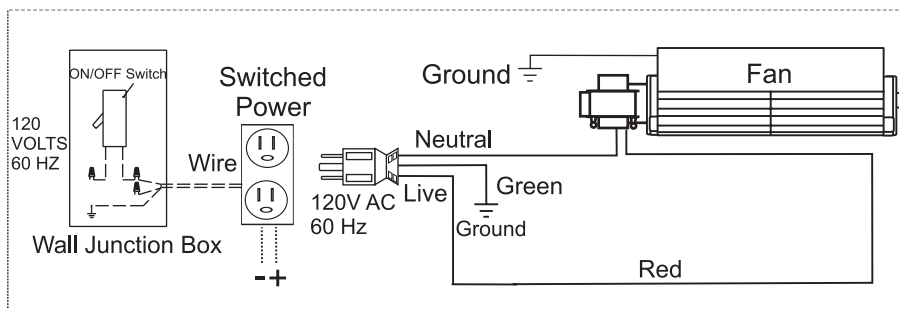 ON/OFF Switch
120
VOLTS
60 HZ
Wall Junction Box
Wire
Switched
Power
-+
120V AC
60 Hz
Neutral
Live
Green
Ground
Red
Ground
Fan